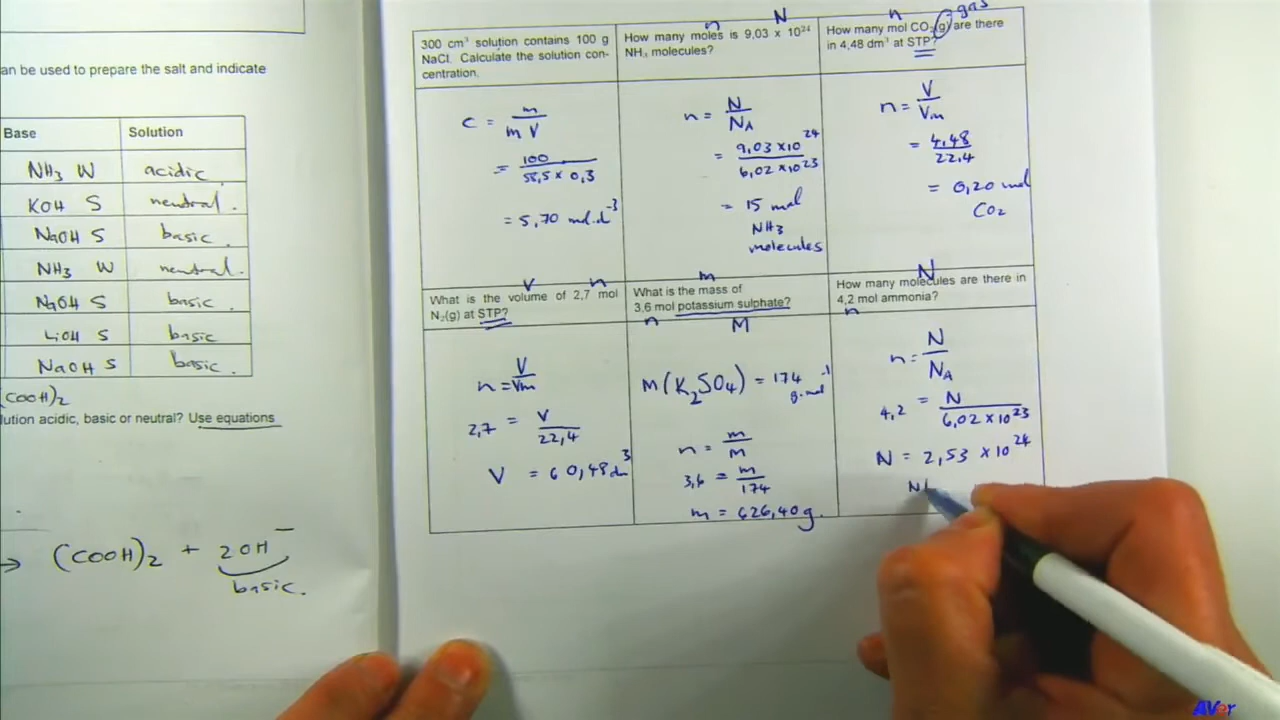 an be used to prepare the salt and indicate
Base Solution
NH3 W acidic.
KOH S neutral.
NaOH S basic.
NH3 W neutral.
NaOH S basic.
LiOH S basic
NaOH S basic.
(COOH)2
lution acidic, basic or neutral? Use equations
→ (COOH)2 + 2OH⁻
basic.
300 cm³ solution contains 100 g
NaCl. Calculate the solution con-
centration.
c = m / m V
= 100 / 58,5 × 0,3
= 5,70 mol.d⁻³
n N
How many moles is 9,03 x 10²⁴
NH3 molecules?
n = N / NA
= 9,03 ×10²⁴ / 6,02 ×10²³
= 15 mol
NH3
molecules
n gas
How many mol CO2(g) are there
in 4,48 dm³ at STP?
n = V / Vm
= 4,48 / 22,4
= 0,20 mol
CO2
V n
What is the volume of 2,7 mol
N2(g) at STP?
n = V / Vm
2,7 = V / 22,4
V = 60,48 dm³
m
What is the mass of
3,6 mol potassium sulphate?
n M
M(K2SO4) = 174 g.mol⁻¹
n = m / M
3,6 = m / 174
m = 626,40 g.
N
How many molecules are there in
4,2 mol ammonia?
n
n = N / NA
4,2 = N / 6,02 ×10²³
N = 2,53 ×10²⁴
AVer